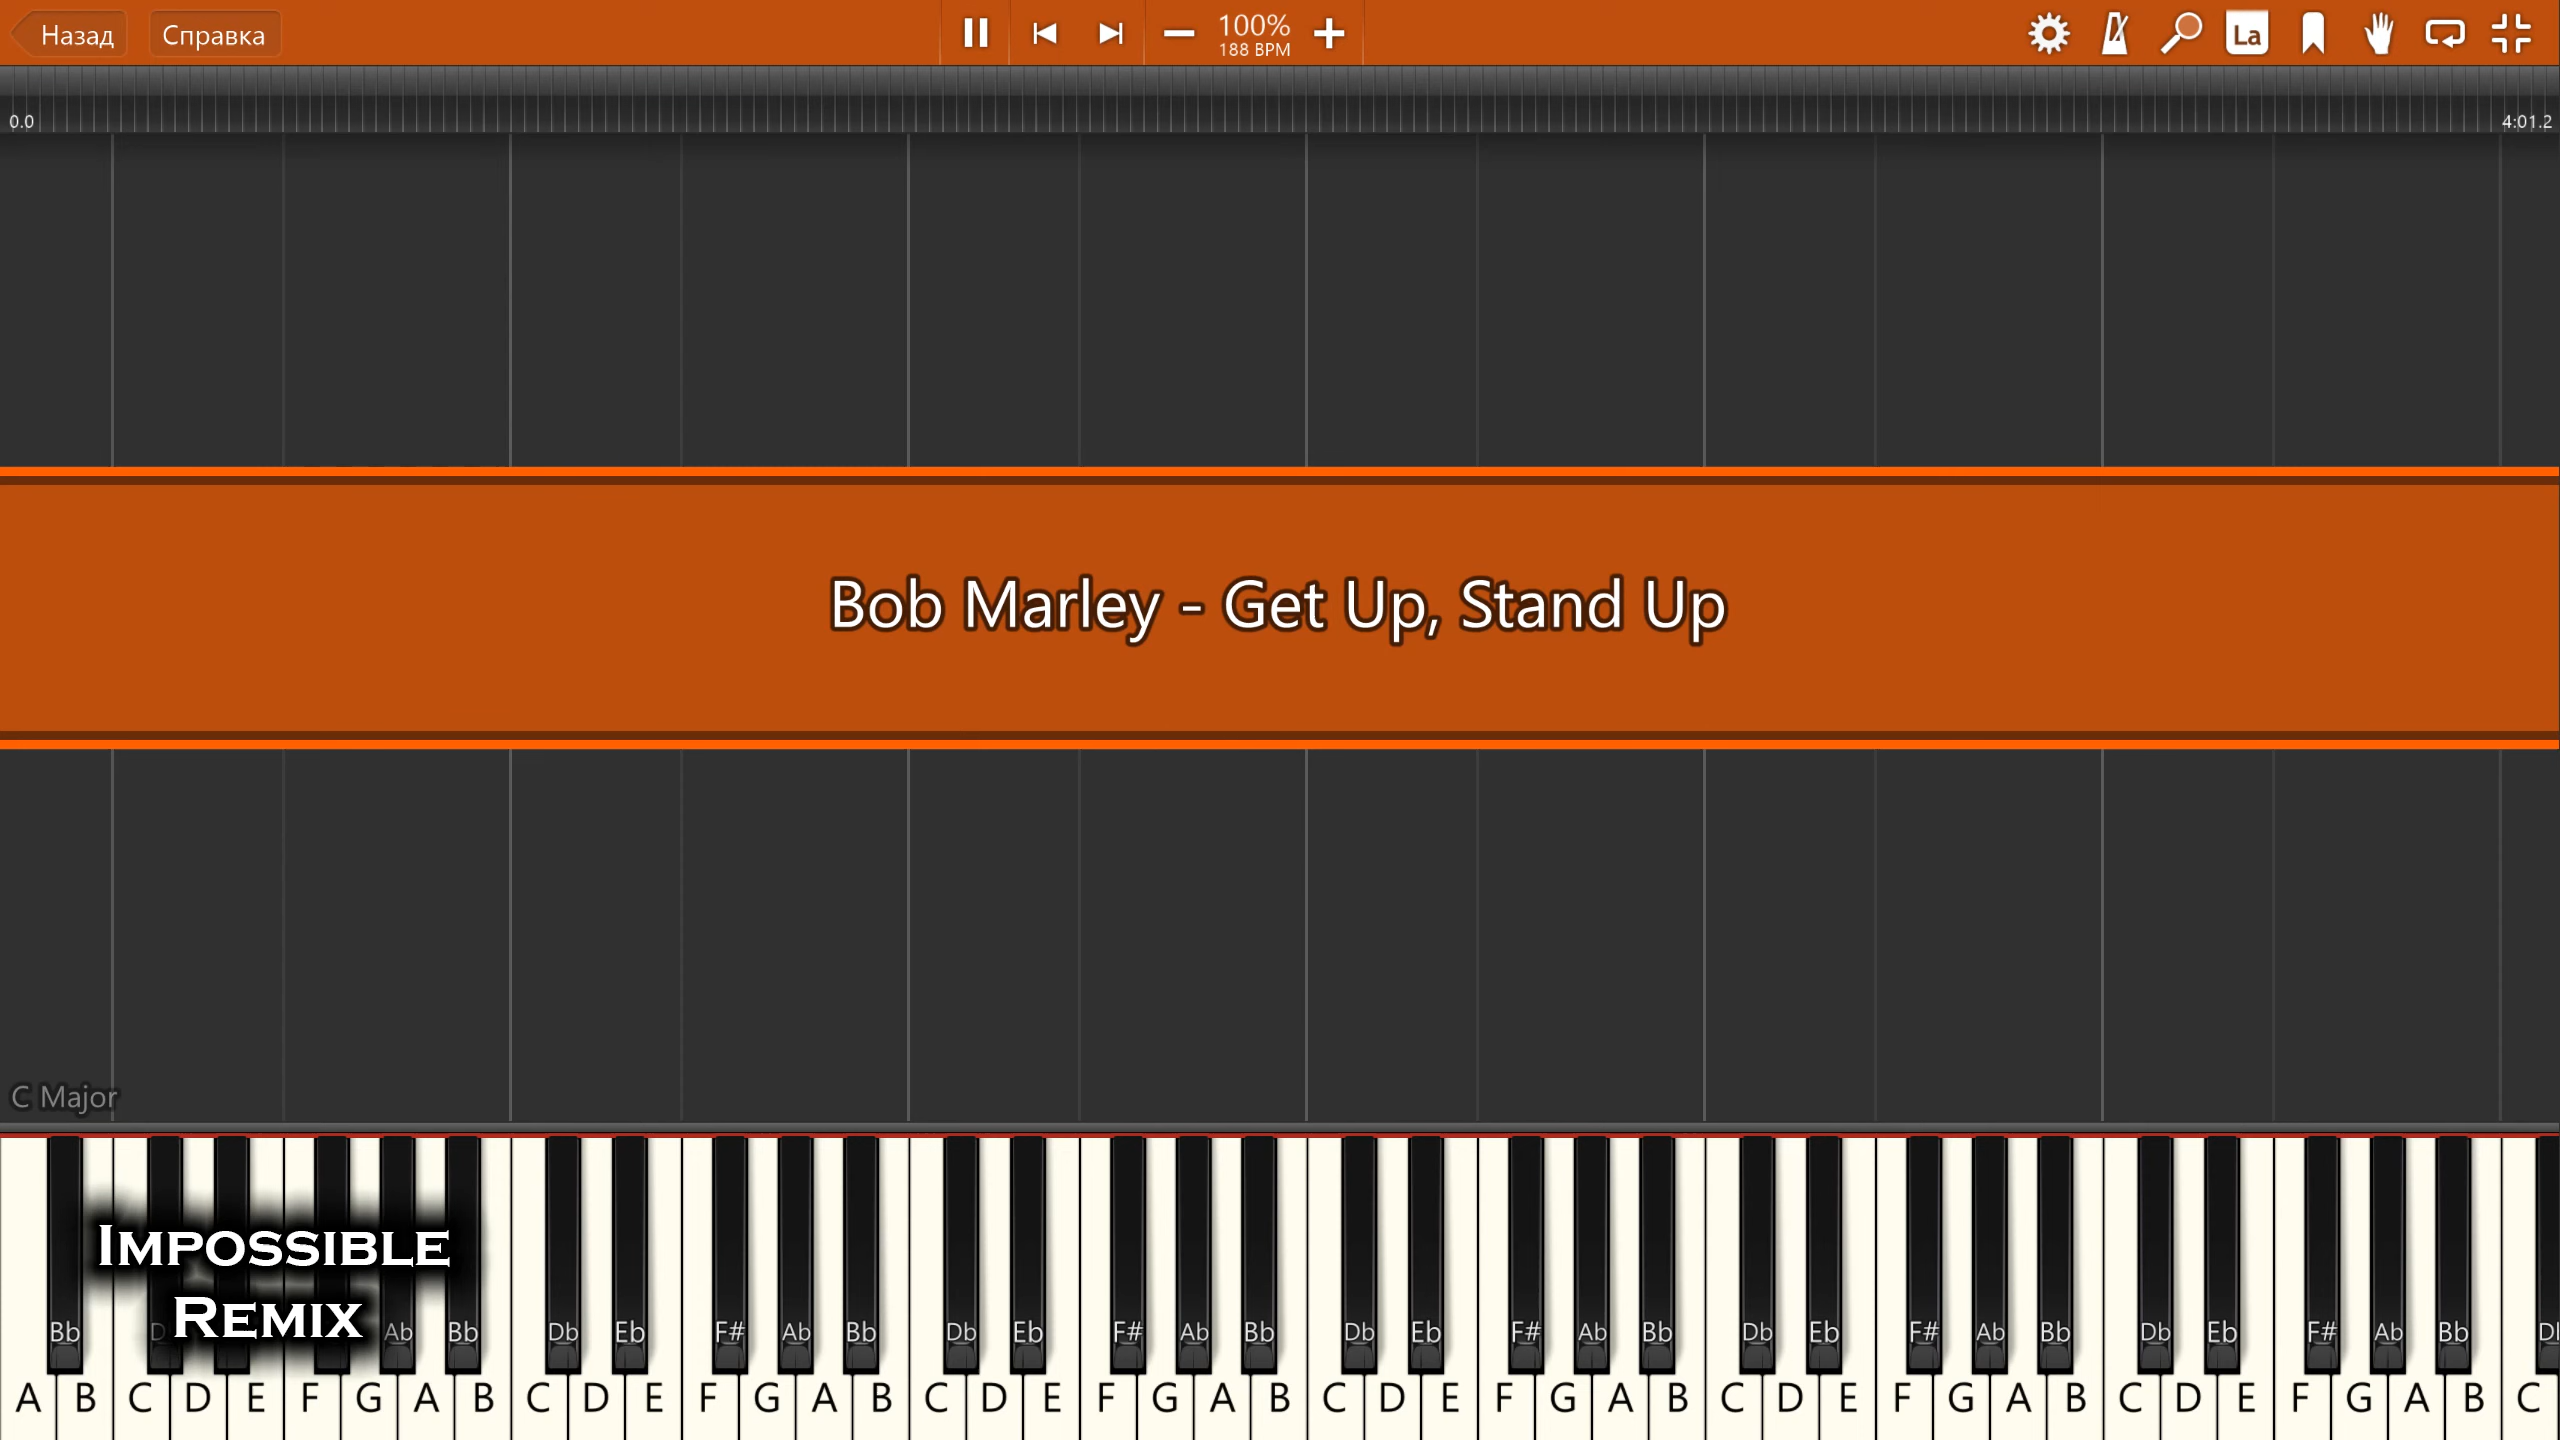 Назад Справка 100% La
188 BPM
0.0 4:01.2
Bob Marley - Get Up, Stand Up
C Major
Impossible
Remix
Bb Ab Bb Db Eb F# Ab Bb Db Eb F# Ab Bb Db Eb F# Ab Bb Db Eb F# Ab Bb Db Eb F# Ab Bb
A B C D E F G A B C D E F G A B C D E F G A B C D E F G A B C D E F G A B C D E F G A B C